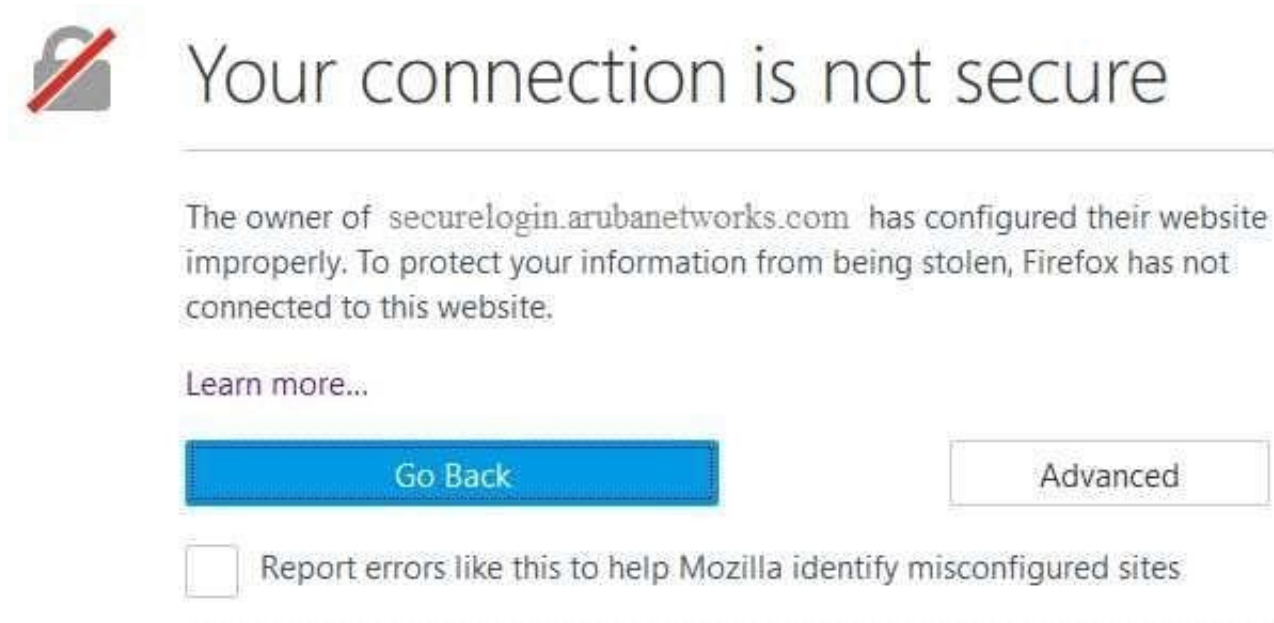 Your connection is not secure
The owner of securelogin.arubanetworks.com has configured their website
improperly. To protect your information from being stolen, Firefox has not
connected to this website.
Learn more...
Go Back
Advanced
Report errors like this to help Mozilla identify misconfigured sites